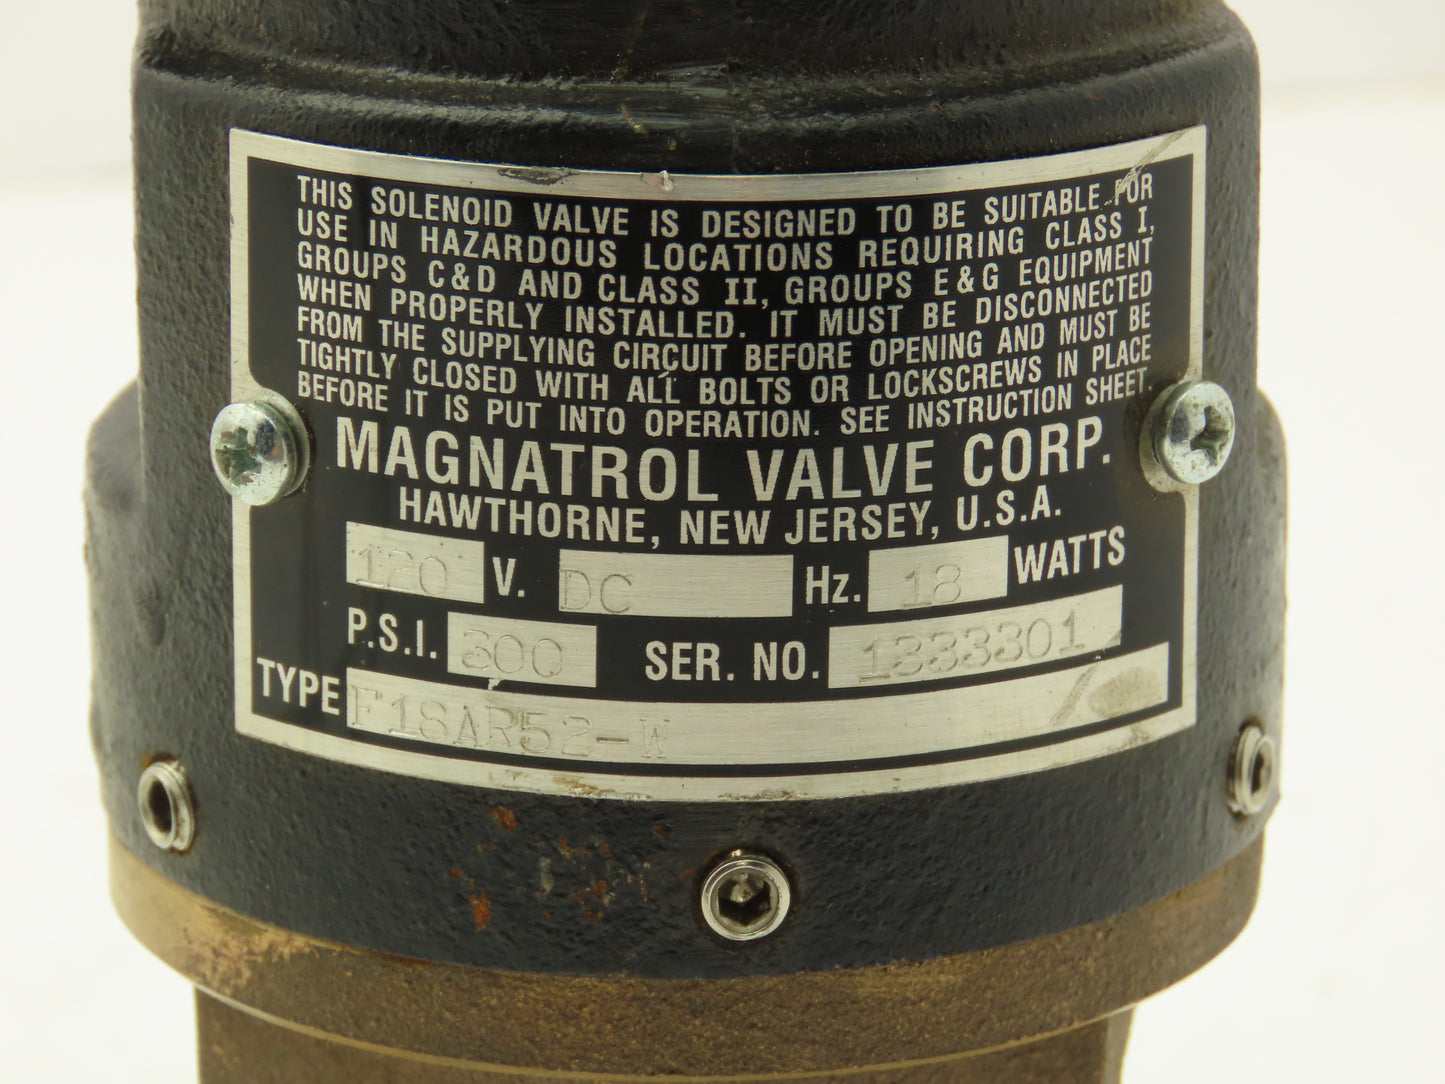 THIS SOLENOID VALVE IS DESIGNED TO BE SUITABLE FOR
USE IN HAZARDOUS LOCATIONS REQUIRING CLASS I,
GROUPS C & D AND CLASS II, GROUPS E & G EQUIPMENT
WHEN PROPERLY INSTALLED. IT MUST BE DISCONNECTED
FROM THE SUPPLYING CIRCUIT BEFORE OPENING AND MUST BE
TIGHTLY CLOSED WITH ALL BOLTS OR LOCKSCREWS IN PLACE
BEFORE IT IS PUT INTO OPERATION. SEE INSTRUCTION SHEET.
MAGNATROL VALVE CORP.
HAWTHORNE, NEW JERSEY, U.S.A.
120 V. DC Hz. 18 WATTS
P.S.I. 300 SER. NO. 1333301
TYPE F18AR52-W